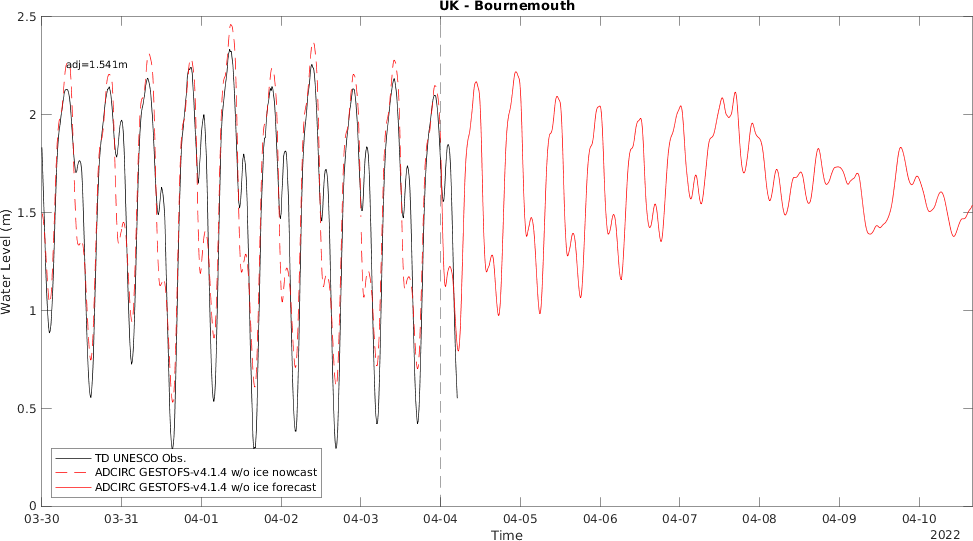 UK - Bournemouth
2.5
adj=1.541m
2
1.5
Water Level (m)
1
0.5
TD UNESCO Obs.
ADCIRC GESTOFS-v4.1.4 w/o ice nowcast
ADCIRC GESTOFS-v4.1.4 w/o ice forecast
0
03-30 03-31 04-01 04-02 04-03 04-04 04-05 04-06 04-07 04-08 04-09 04-10
Time 2022